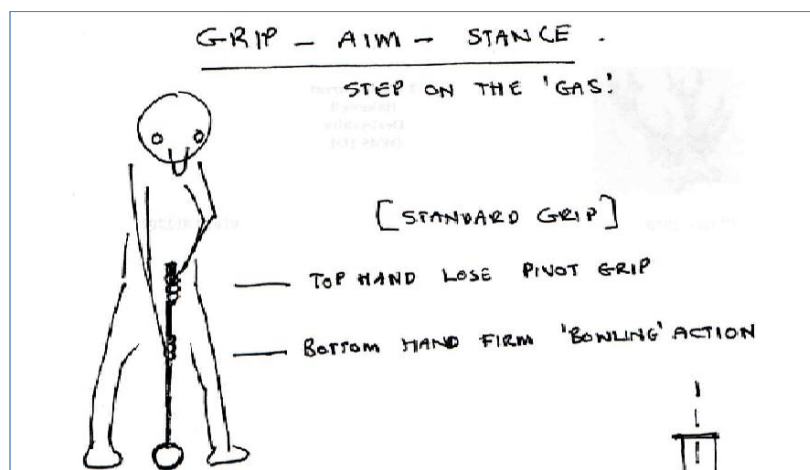 GRIP - AIM - STANCE .
STEP ON THE 'GAS'.
[STANDARD GRIP]
TOP HAND LOSE PIVOT GRIP
BOTTOM HAND FIRM 'BOWLING' ACTION